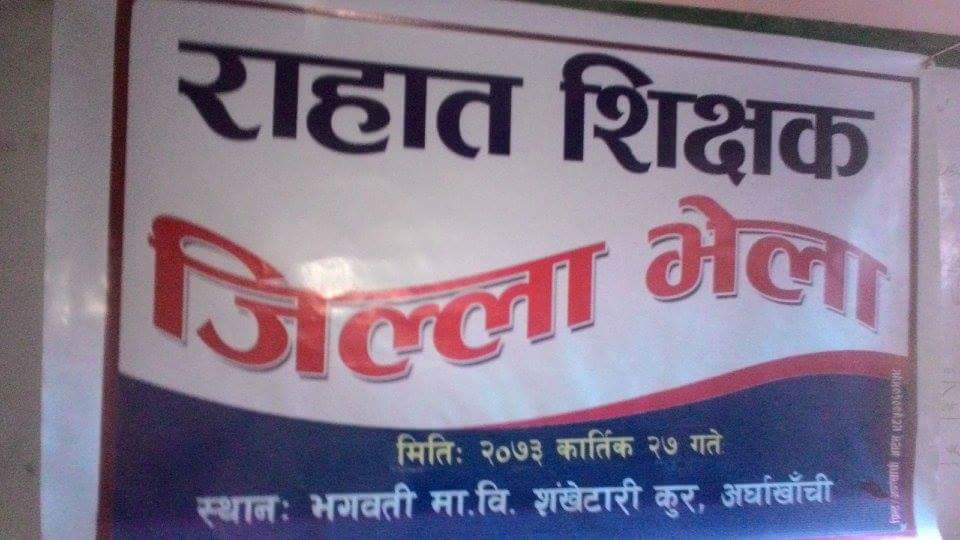 राहात शिक्षक
जिल्ला भेला
मितिः २०७३ कार्तिक २७ गते
स्थानः भगवती मा.वि. शंखेटारी कुर, अर्घाखाँची